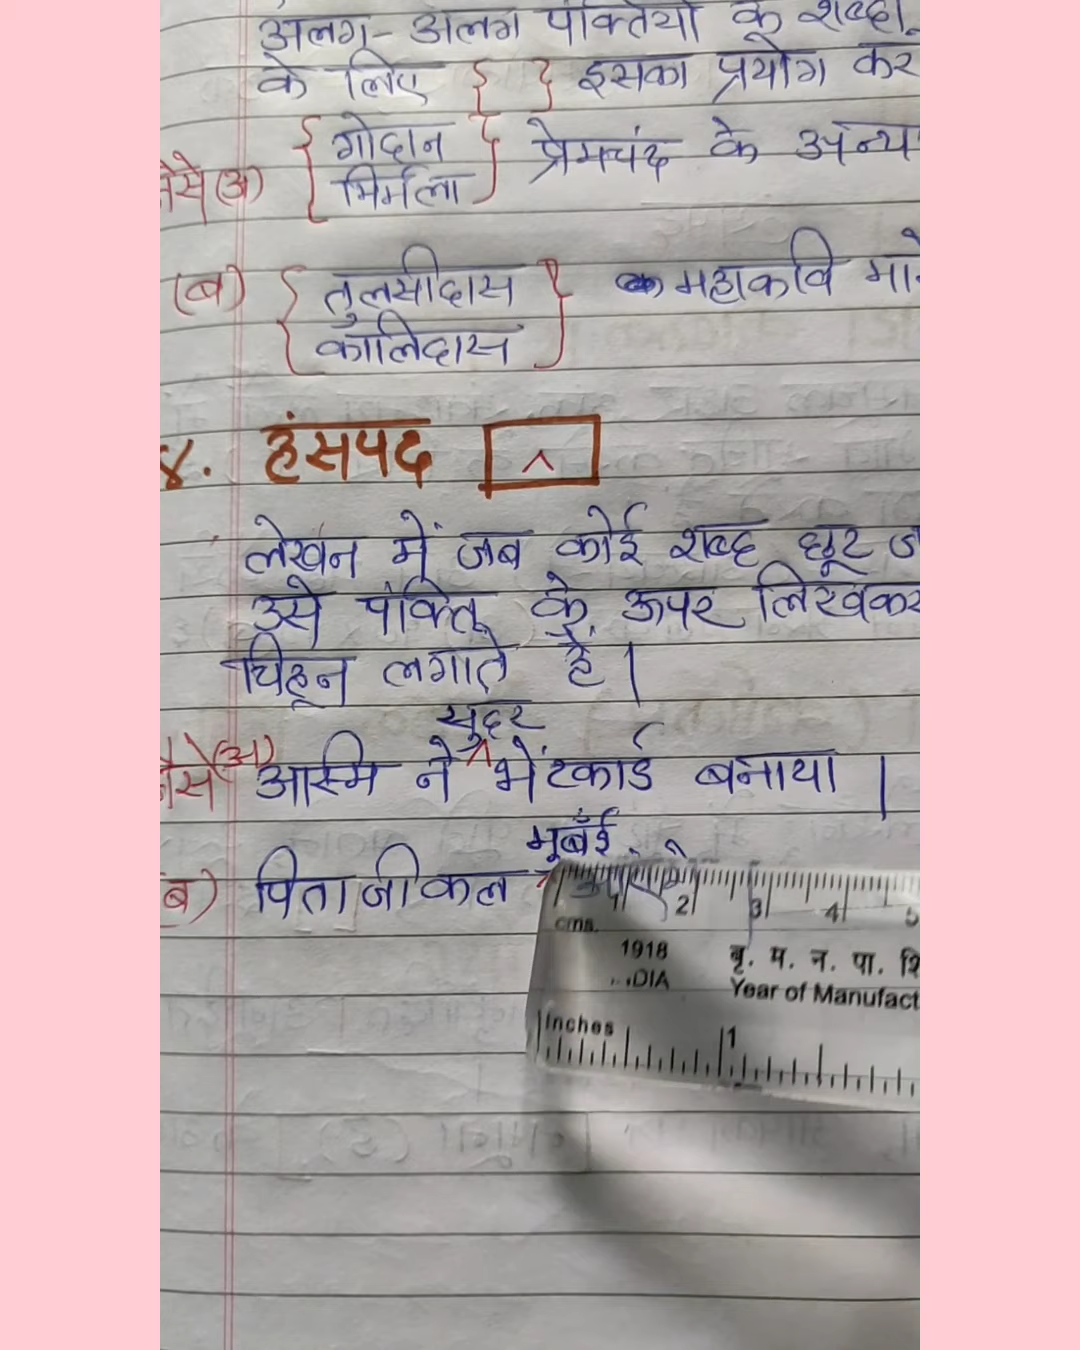 अलग-अलग पंक्तियों के शब्दों
के लिए { } इसका प्रयोग कर
जैसे (अ) { गोदान } प्रेमचंद के अन्य
निर्मला
(ब) { तुलसीदास } महाकवि माने
कालिदास
४. हंसपद ^
लेखन में जब कोई शब्द छूट ज
उसे पंक्ति के ऊपर लिखकर
चिह्न लगाते हैं।
सुंदर
जैसे (अ) आस्मि ने ^ भेंटकार्ड बनाया।
मुबंई
ब) पिताजी कल ^
1 2 3 4 5
cms.
1918 बृ. म. न. पा. शि
DIA Year of Manufact
Inches 1